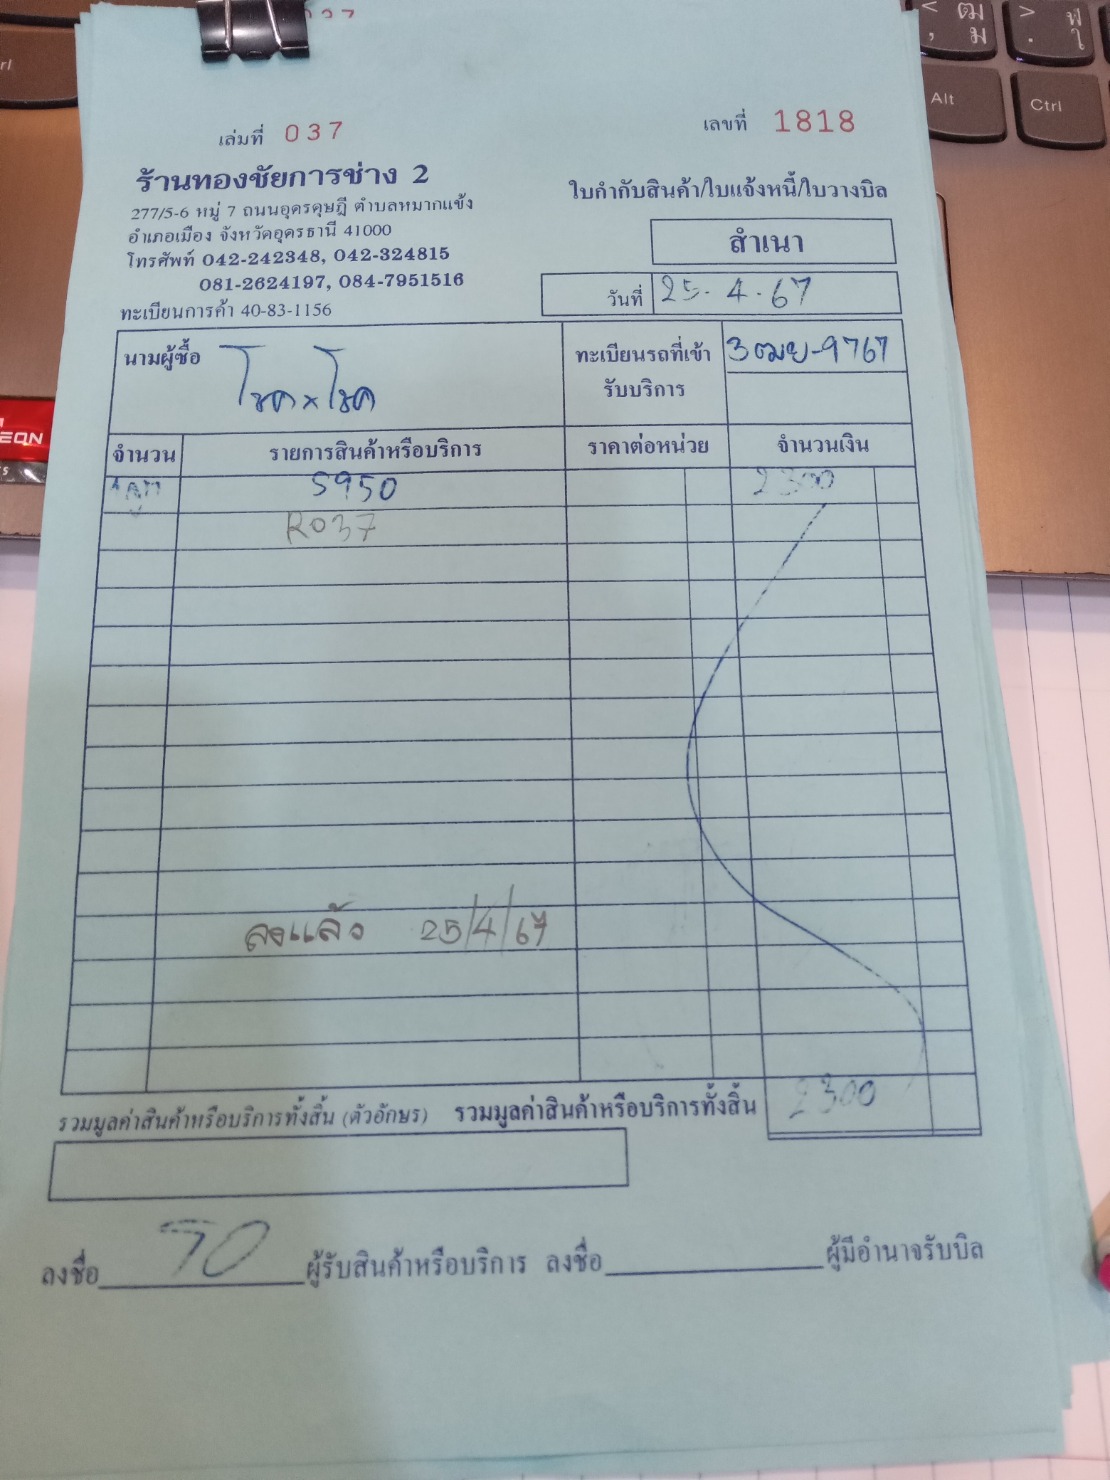 เล่มที่ 037
เลขที่ 1818
ร้านทองชัยการช่าง 2
277/5-6 หมู่ 7 ถนนอุดรดุษฎี ตำบลหมากแข้ง
อำเภอเมือง จังหวัดอุดรธานี 41000
โทรศัพท์ 042-242348, 042-324815
081-2624197, 084-7951516
ทะเบียนการค้า 40-83-1156
ใบกำกับสินค้า/ใบแจ้งหนี้/ใบวางบิล
สำเนา
วันที่ 25-4-67
นามผู้ซื้อ โชค x โชค
ทะเบียนรถที่เข้า 3ฒย-9767
รับบริการ
จำนวน รายการสินค้าหรือบริการ ราคาต่อหน่วย จำนวนเงิน
S950 2300
R037
ลงแล้ว 25/4/67
รวมมูลค่าสินค้าหรือบริการทั้งสิ้น (ตัวอักษร) รวมมูลค่าสินค้าหรือบริการทั้งสิ้น 2300
ลงชื่อ ผู้รับสินค้าหรือบริการ ลงชื่อ ผู้มีอำนาจรับบิล
Alt
Ctrl